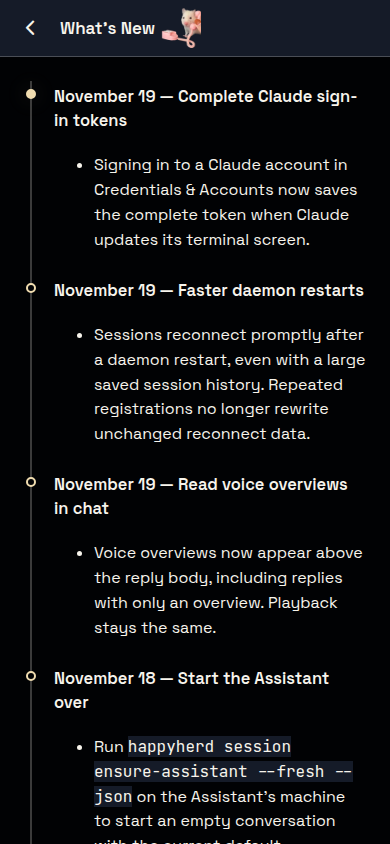 What's New
November 19 — Complete Claude sign-
in tokens
• Signing in to a Claude account in
Credentials & Accounts now saves
the complete token when Claude
updates its terminal screen.
November 19 — Faster daemon restarts
• Sessions reconnect promptly after
a daemon restart, even with a large
saved session history. Repeated
registrations no longer rewrite
unchanged reconnect data.
November 19 — Read voice overviews
in chat
• Voice overviews now appear above
the reply body, including replies
with only an overview. Playback
stays the same.
November 18 — Start the Assistant
over
• Run happyherd session
ensure-assistant --fresh --
json on the Assistant's machine
to start an empty conversation
with the current default